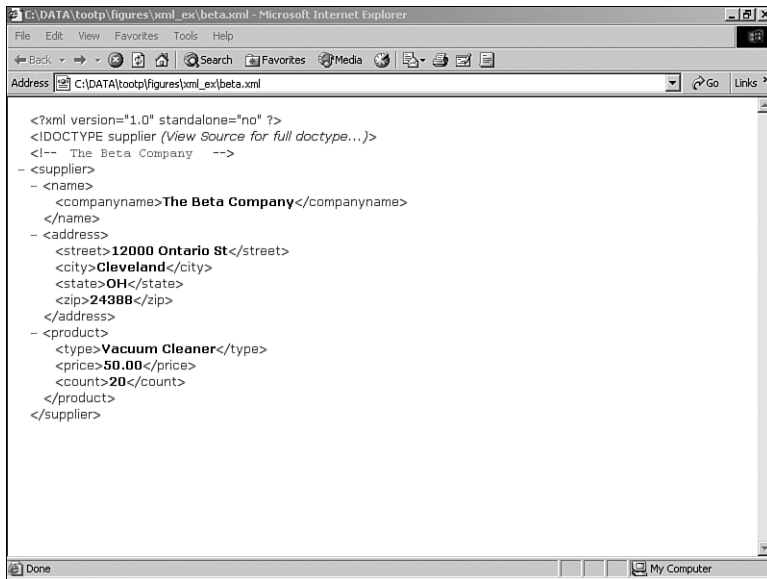 C:\DATA\tootp\figures\xml_ex\beta.xml - Microsoft Internet Explorer
File Edit View Favorites Tools Help
Back Search Favorites Media
Address C:\DATA\tootp\figures\xml_ex\beta.xml Go Links »
<?xml version="1.0" standalone="no" ?>
<!DOCTYPE supplier (View Source for full doctype...)>
<!-- The Beta Company -->
- <supplier>
- <name>
<companyname>The Beta Company</companyname>
</name>
- <address>
<street>12000 Ontario St</street>
<city>Cleveland</city>
<state>OH</state>
<zip>24388</zip>
</address>
- <product>
<type>Vacuum Cleaner</type>
<price>50.00</price>
<count>20</count>
</product>
</supplier>
Done My Computer